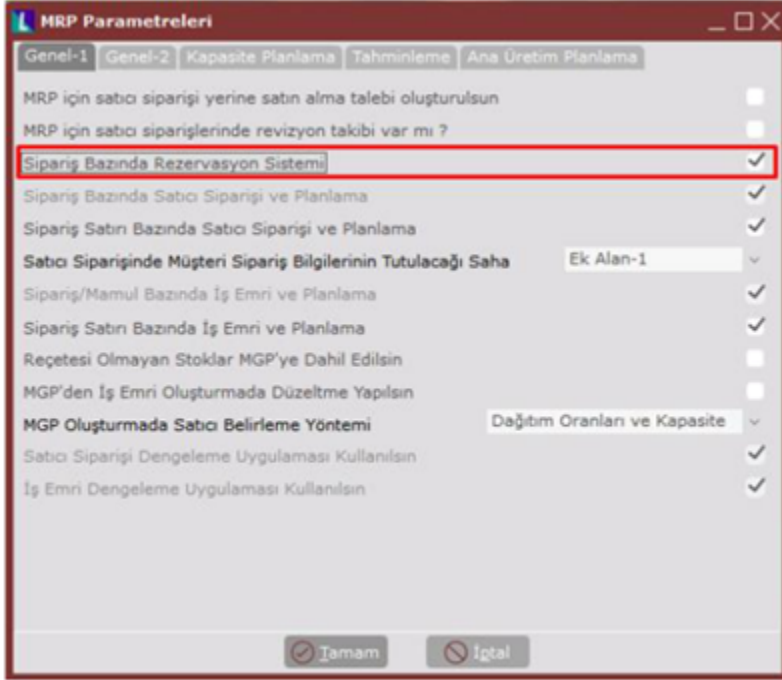 MRP Parametreleri
Genel-1 Genel-2 Kapasite Planlama Tahminleme Ana Üretim Planlama
MRP için satıcı siparişi yerine satın alma talebi oluşturulsun
MRP için satıcı siparişlerinde revizyon takibi var mı ?
Sipariş Bazında Rezervasyon Sistemi
Sipariş Bazında Satıcı Siparişi ve Planlama
Sipariş Satırı Bazında Satıcı Siparişi ve Planlama
Satıcı Siparişinde Müşteri Sipariş Bilgilerinin Tutulacağı Saha Ek Alan-1
Sipariş/Mamul Bazında İş Emri ve Planlama
Sipariş Satırı Bazında İş Emri ve Planlama
Reçetesi Olmayan Stoklar MGP'ye Dahil Edilsin
MGP'den İş Emri Oluşturmada Düzeltme Yapılsın
MGP Oluşturmada Satıcı Belirleme Yöntemi Dağıtım Oranları ve Kapasite
Satıcı Siparişi Dengeleme Uygulaması Kullanılsın
İş Emri Dengeleme Uygulaması Kullanılsın
Tamam İptal